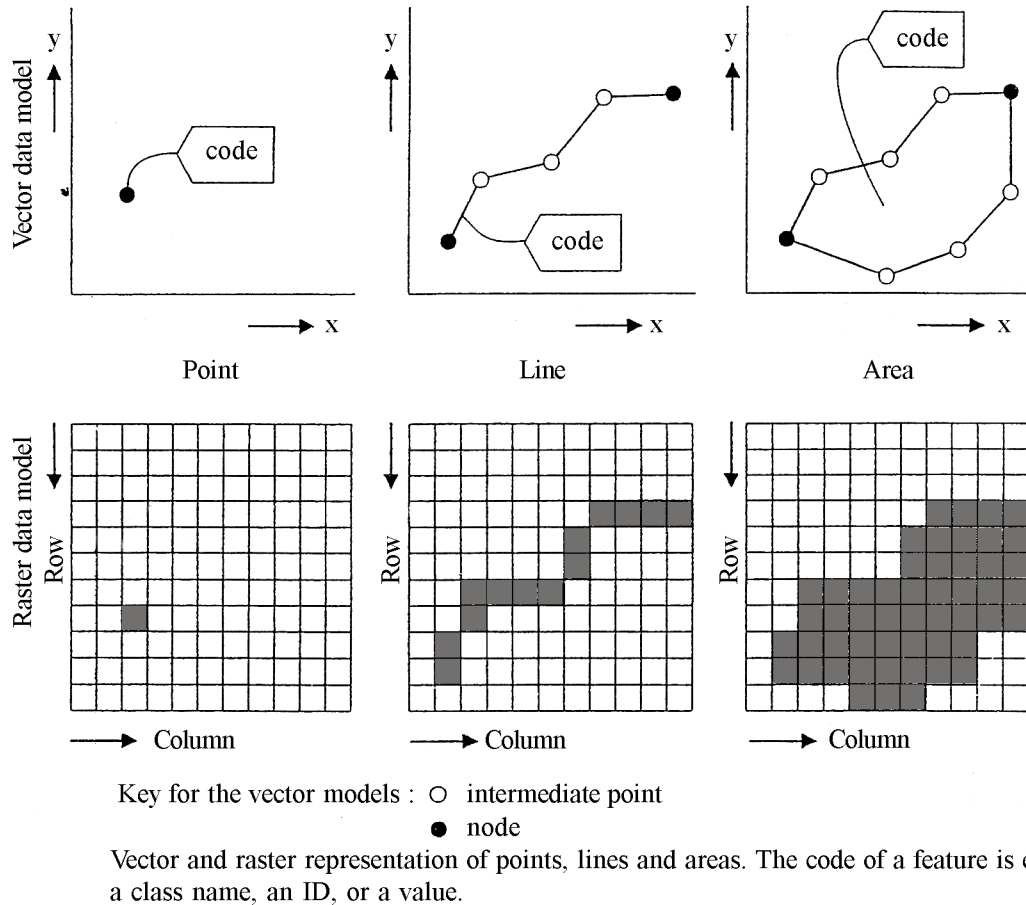 Vector data model
y
code
x
Point
y
code
x
Line
y
code
x
Area
Raster data model
Row
Column
Row
Column
Row
Column
Key for the vector models : intermediate point
node
Vector and raster representation of points, lines and areas. The code of a feature is
a class name, an ID, or a value.